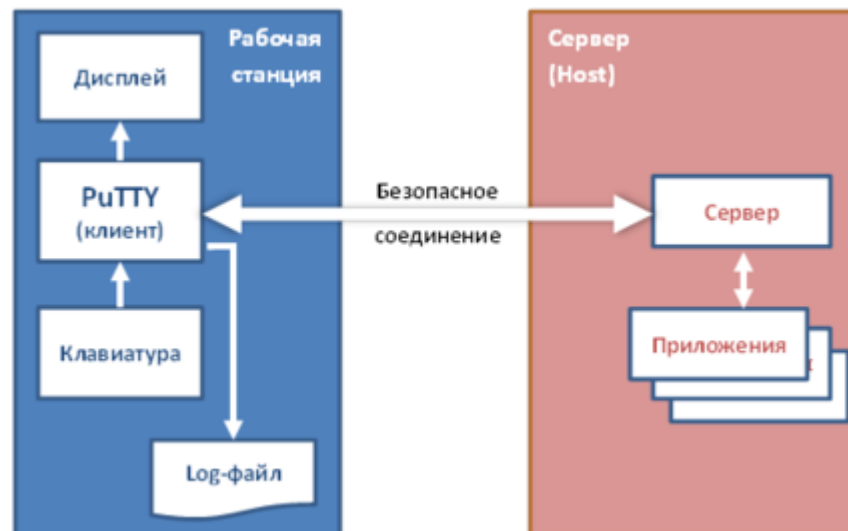 Рабочая
станция
Дисплей
PuTTY
(клиент)
Клавиатура
Log-файл
Безопасное
соединение
Сервер
(Host)
Сервер
Приложения